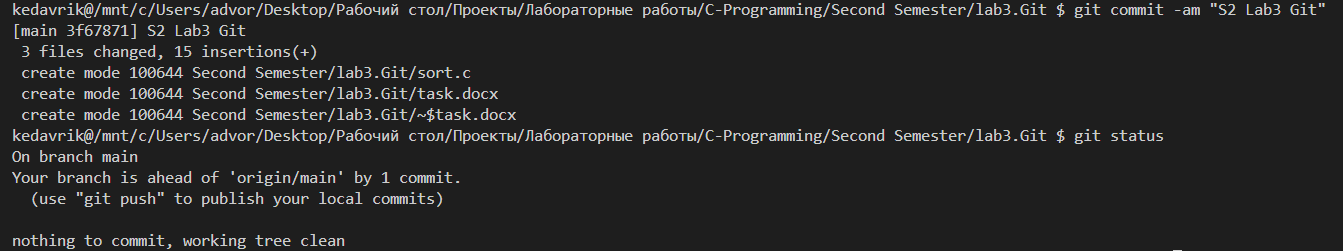 kedavrik@/mnt/c/Users/advor/Desktop/Рабочий стол/Проекты/Лабораторные работы/C-Programming/Second Semester/lab3.Git $ git commit -am "S2 Lab3 Git"
[main 3f67871] S2 Lab3 Git
 3 files changed, 15 insertions(+)
 create mode 100644 Second Semester/lab3.Git/sort.c
 create mode 100644 Second Semester/lab3.Git/task.docx
 create mode 100644 Second Semester/lab3.Git/~$task.docx
kedavrik@/mnt/c/Users/advor/Desktop/Рабочий стол/Проекты/Лабораторные работы/C-Programming/Second Semester/lab3.Git $ git status
On branch main
Your branch is ahead of 'origin/main' by 1 commit.
  (use "git push" to publish your local commits)

nothing to commit, working tree clean